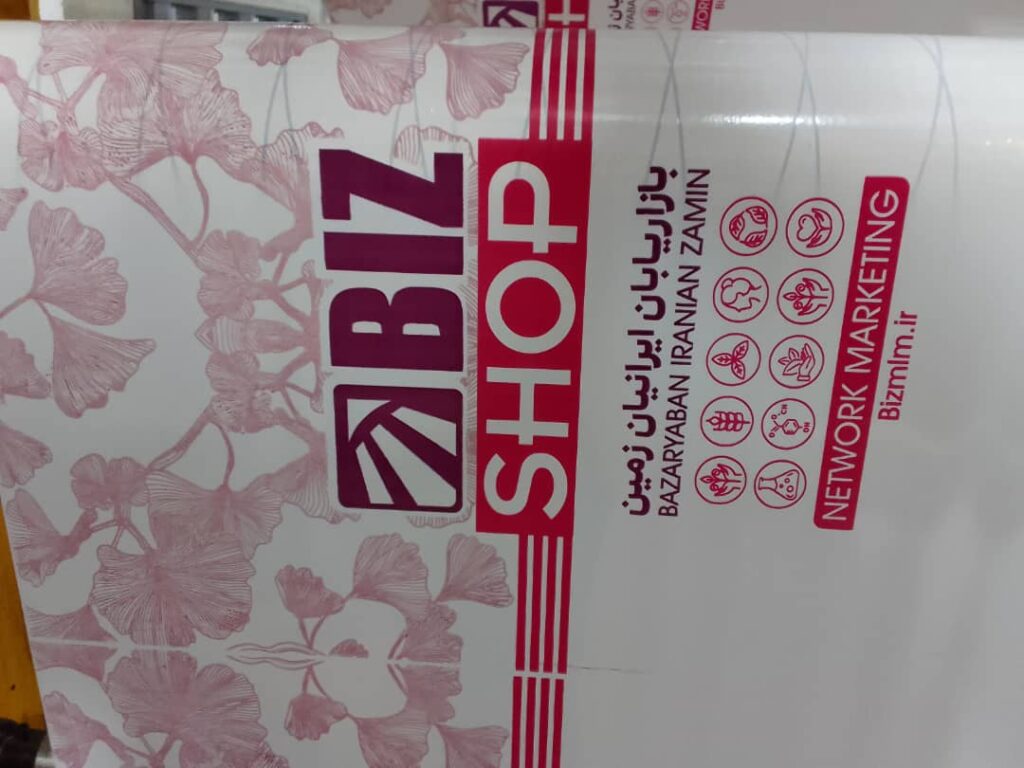 BIZ
SHOP
بازاریابان ایرانیان زمین
BAZARYABAN IRANIAN ZAMIN
NETWORK MARKETING
Bizmlm.ir